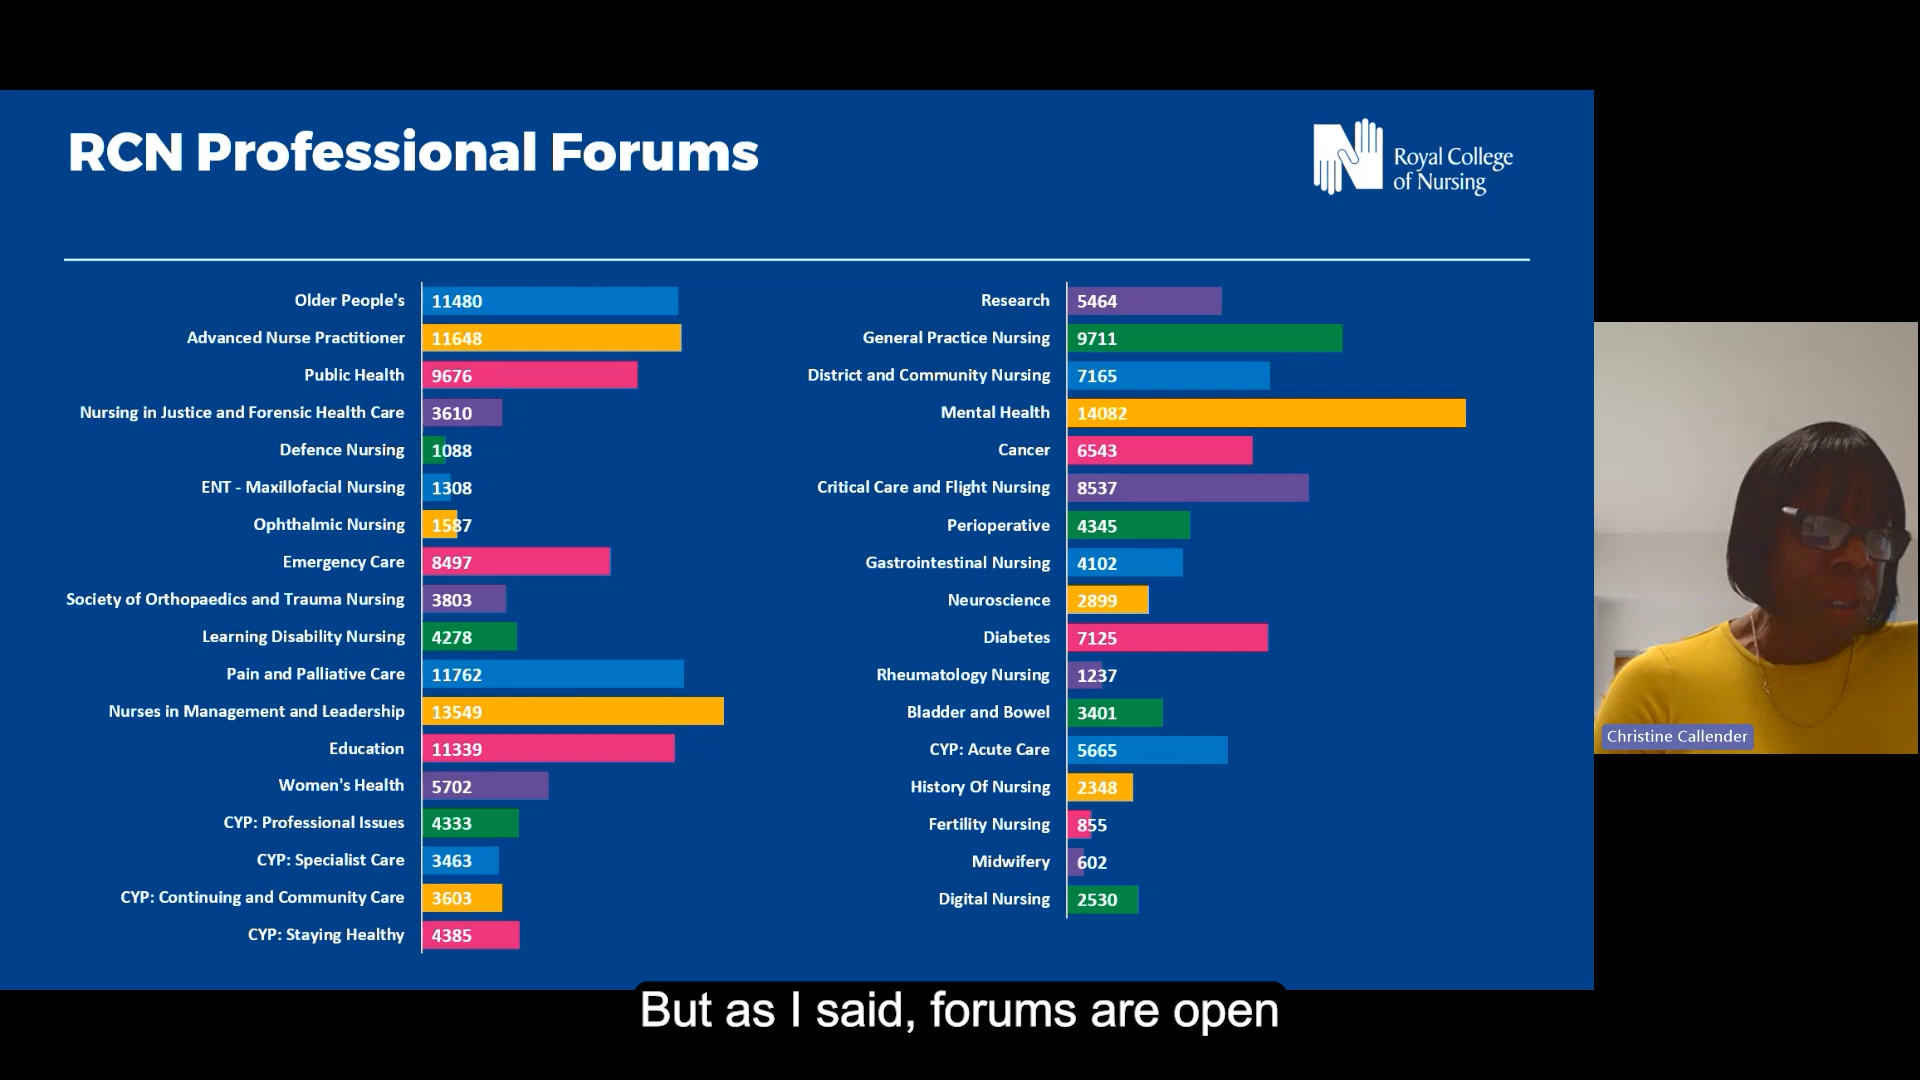 RCN Professional Forums
Royal College
of Nursing
Older People's 11480
Advanced Nurse Practitioner 11648
Public Health 9676
Nursing in Justice and Forensic Health Care 3610
Defence Nursing 1088
ENT - Maxillofacial Nursing 1308
Ophthalmic Nursing 1587
Emergency Care 8497
Society of Orthopaedics and Trauma Nursing 3803
Learning Disability Nursing 4278
Pain and Palliative Care 11762
Nurses in Management and Leadership 13549
Education 11339
Women's Health 5702
CYP: Professional Issues 4333
CYP: Specialist Care 3463
CYP: Continuing and Community Care 3603
CYP: Staying Healthy 4385
Research 5464
General Practice Nursing 9711
District and Community Nursing 7165
Mental Health 14082
Cancer 6543
Critical Care and Flight Nursing 8537
Perioperative 4345
Gastrointestinal Nursing 4102
Neuroscience 2899
Diabetes 7125
Rheumatology Nursing 1237
Bladder and Bowel 3401
CYP: Acute Care 5665
History Of Nursing 2348
Fertility Nursing 855
Midwifery 602
Digital Nursing 2530
Christine Callender
But as I said, forums are open